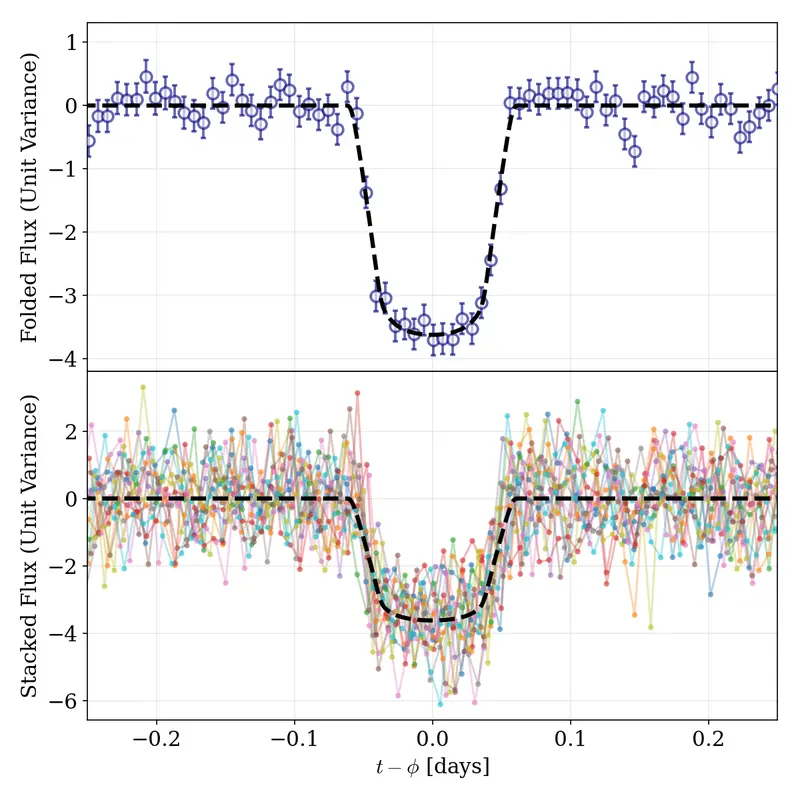 Folded Flux (Unit Variance)
1
0
−1
−2
−3
−4
Stacked Flux (Unit Variance)
2
0
−2
−4
−6
−0.2 −0.1 0.0 0.1 0.2
t − ϕ [days]